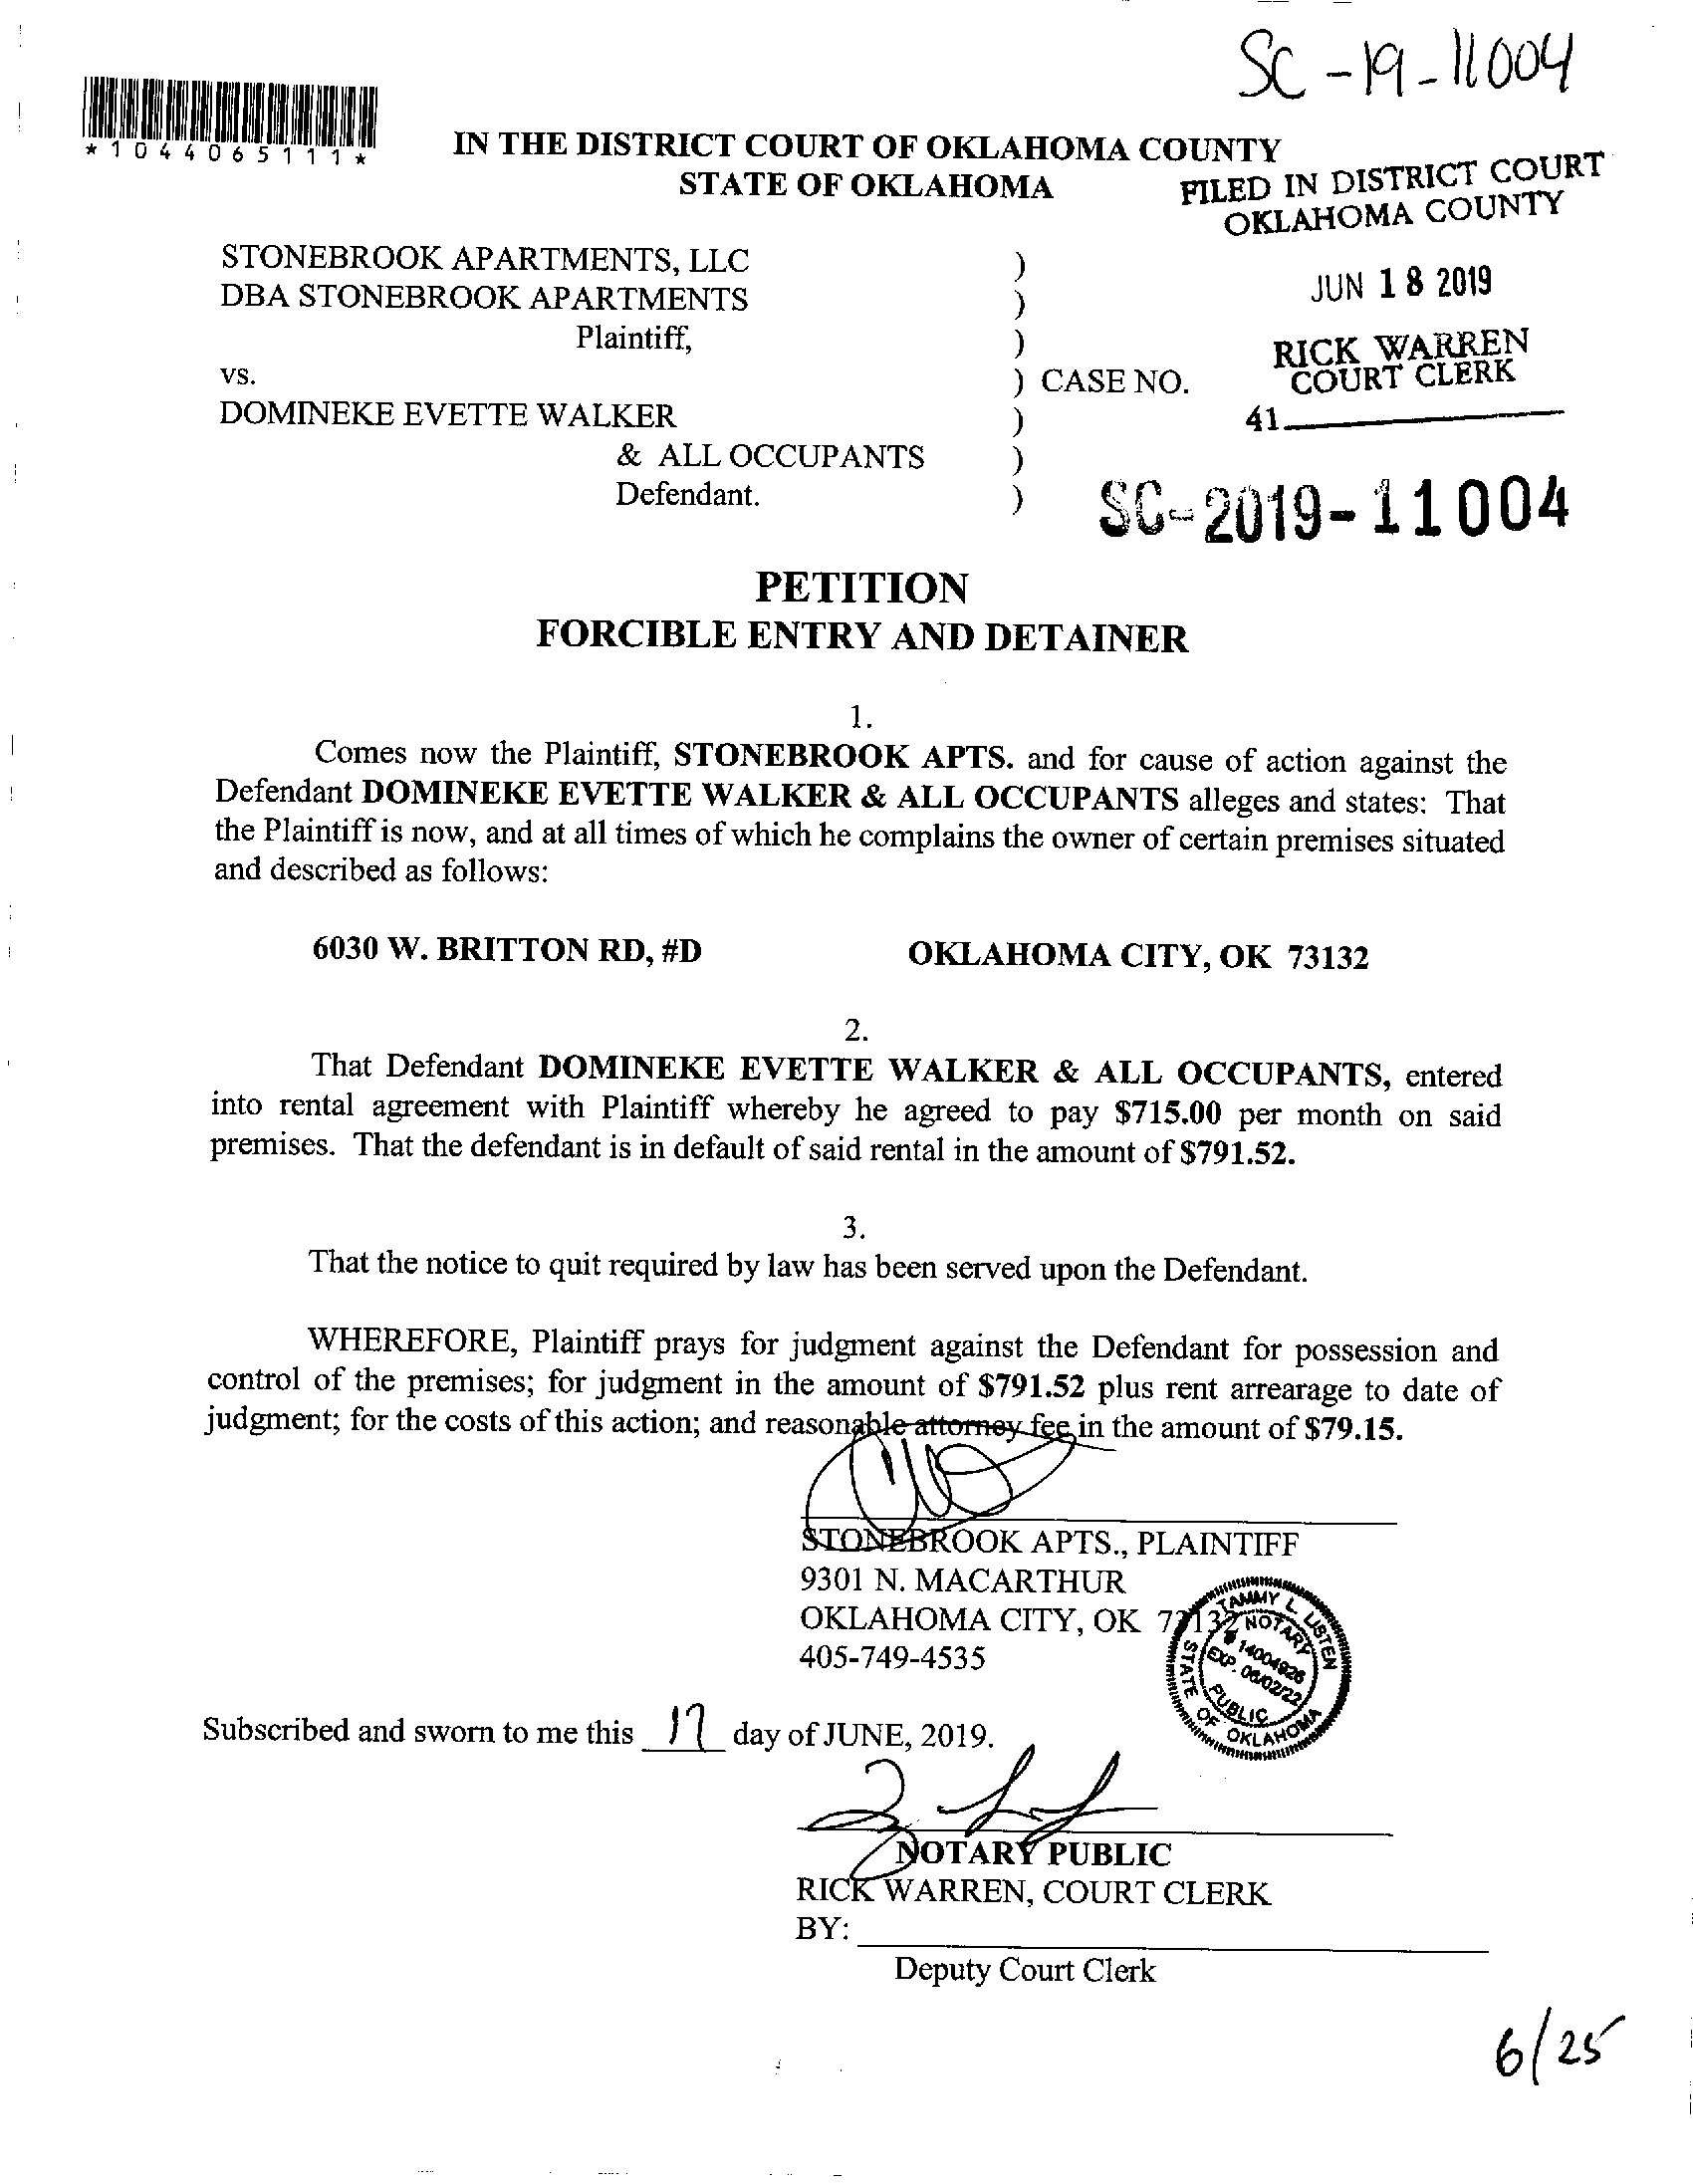 SC-19-11004
*1044065111*
IN THE DISTRICT COURT OF OKLAHOMA COUNTY
STATE OF OKLAHOMA
FILED IN DISTRICT COURT
OKLAHOMA COUNTY
JUN 18 2019
RICK WARREN
COURT CLERK
41
STONEBROOK APARTMENTS, LLC )
DBA STONEBROOK APARTMENTS )
Plaintiff, )
vs. ) CASE NO.
DOMINEKE EVETTE WALKER )
& ALL OCCUPANTS )
Defendant. )
SC-2019-11004
PETITION
FORCIBLE ENTRY AND DETAINER
1.
Comes now the Plaintiff, STONEBROOK APTS. and for cause of action against the
Defendant DOMINEKE EVETTE WALKER & ALL OCCUPANTS alleges and states: That
the Plaintiff is now, and at all times of which he complains the owner of certain premises situated
and described as follows:
6030 W. BRITTON RD, #D OKLAHOMA CITY, OK 73132
2.
That Defendant DOMINEKE EVETTE WALKER & ALL OCCUPANTS, entered
into rental agreement with Plaintiff whereby he agreed to pay $715.00 per month on said
premises. That the defendant is in default of said rental in the amount of $791.52.
3.
That the notice to quit required by law has been served upon the Defendant.
WHEREFORE, Plaintiff prays for judgment against the Defendant for possession and
control of the premises; for judgment in the amount of $791.52 plus rent arrearage to date of
judgment; for the costs of this action; and reasonable attorney fee in the amount of $79.15.
STONEBROOK APTS., PLAINTIFF
9301 N. MACARTHUR
OKLAHOMA CITY, OK 73132
405-749-4535
TAMMY L. LISTEN
NOTARY
# 14004926
EXP. 06/02/22
PUBLIC
STATE OF OKLAHOMA
Subscribed and sworn to me this 17 day of JUNE, 2019.
NOTARY PUBLIC
RICK WARREN, COURT CLERK
BY:
Deputy Court Clerk
6/25